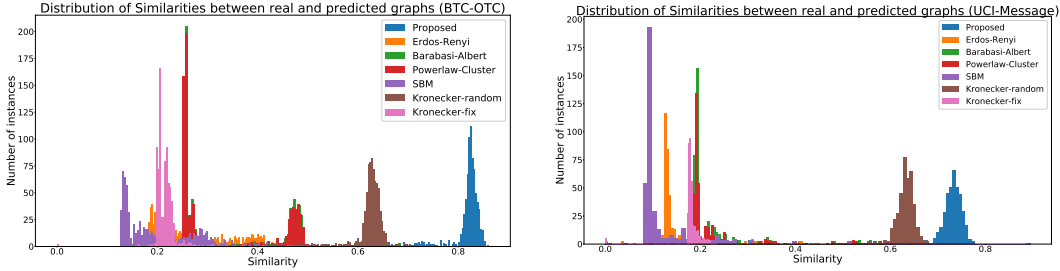 Distribution of Similarities between real and predicted graphs (BTC-OTC)
Number of instances
200
175
150
125
100
75
50
25
0
0.0 0.2 0.4 0.6 0.8
Similarity
Proposed
Erdos-Renyi
Barabasi-Albert
Powerlaw-Cluster
SBM
Kronecker-random
Kronecker-fix
Distribution of Similarities between real and predicted graphs (UCI-Message)
Number of instances
200
175
150
125
100
75
50
25
0
0.0 0.2 0.4 0.6 0.8
Similarity
Proposed
Erdos-Renyi
Barabasi-Albert
Powerlaw-Cluster
SBM
Kronecker-random
Kronecker-fix